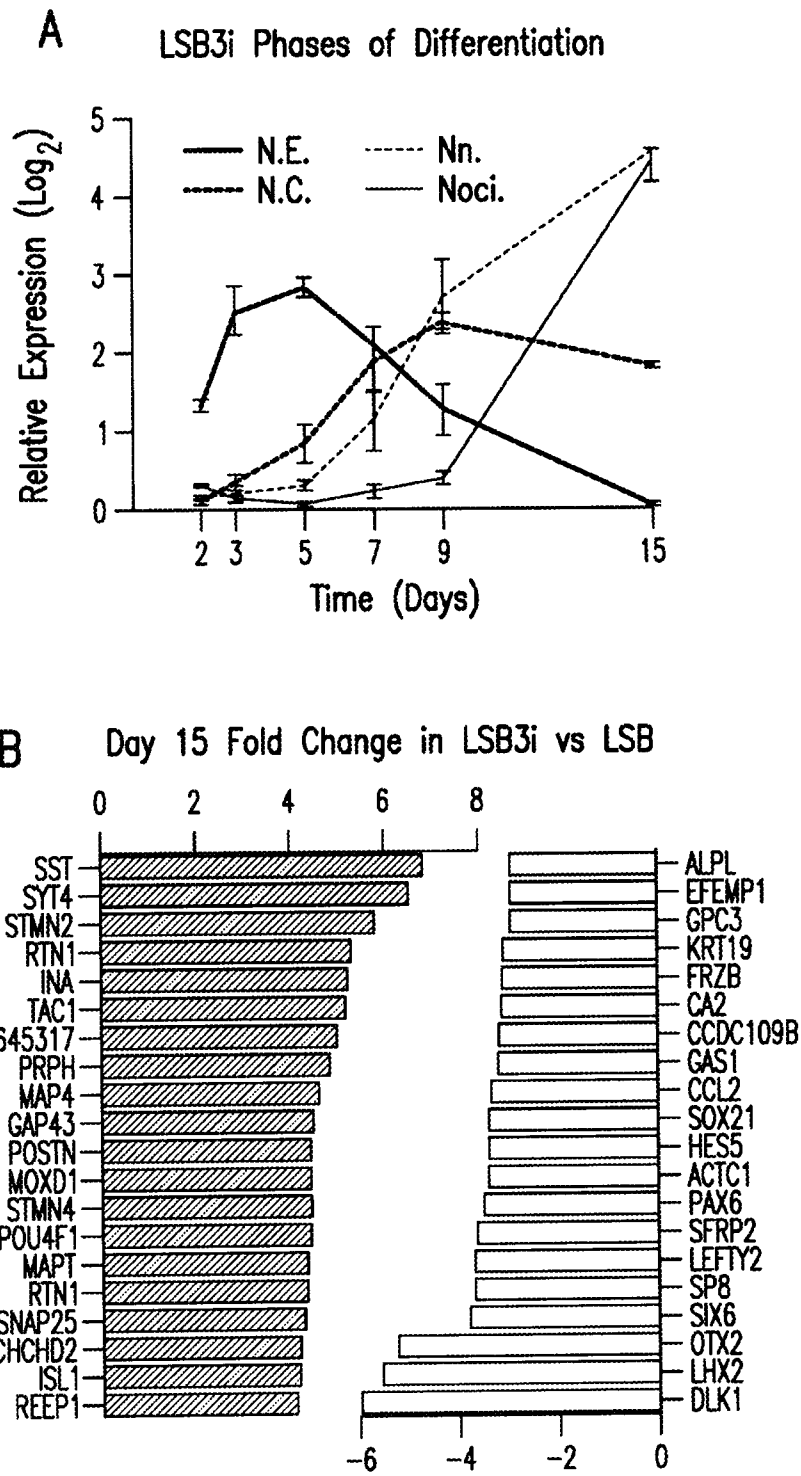 A
LSB3i Phases of Differentiation
Relative Expression (Log2)
5
4
3
2
1
0
N.E.
N.C.
Nn.
Noci.
2 3 5 7 9 15
Time (Days)
B
Day 15 Fold Change in LSB3i vs LSB
0 2 4 6 8
SST
SYT4
STMN2
RTN1
INA
TAC1
645317
PRPH
MAP4
GAP43
POSTN
MOXD1
STMN4
POU4F1
MAPT
RTN1
SNAP25
CHCHD2
ISL1
REEP1
ALPL
EFEMP1
GPC3
KRT19
FRZB
CA2
CCDC109B
GAS1
CCL2
SOX21
HES5
ACTC1
PAX6
SFRP2
LEFTY2
SP8
SIX6
OTX2
LHX2
DLK1
-6 -4 -2 0